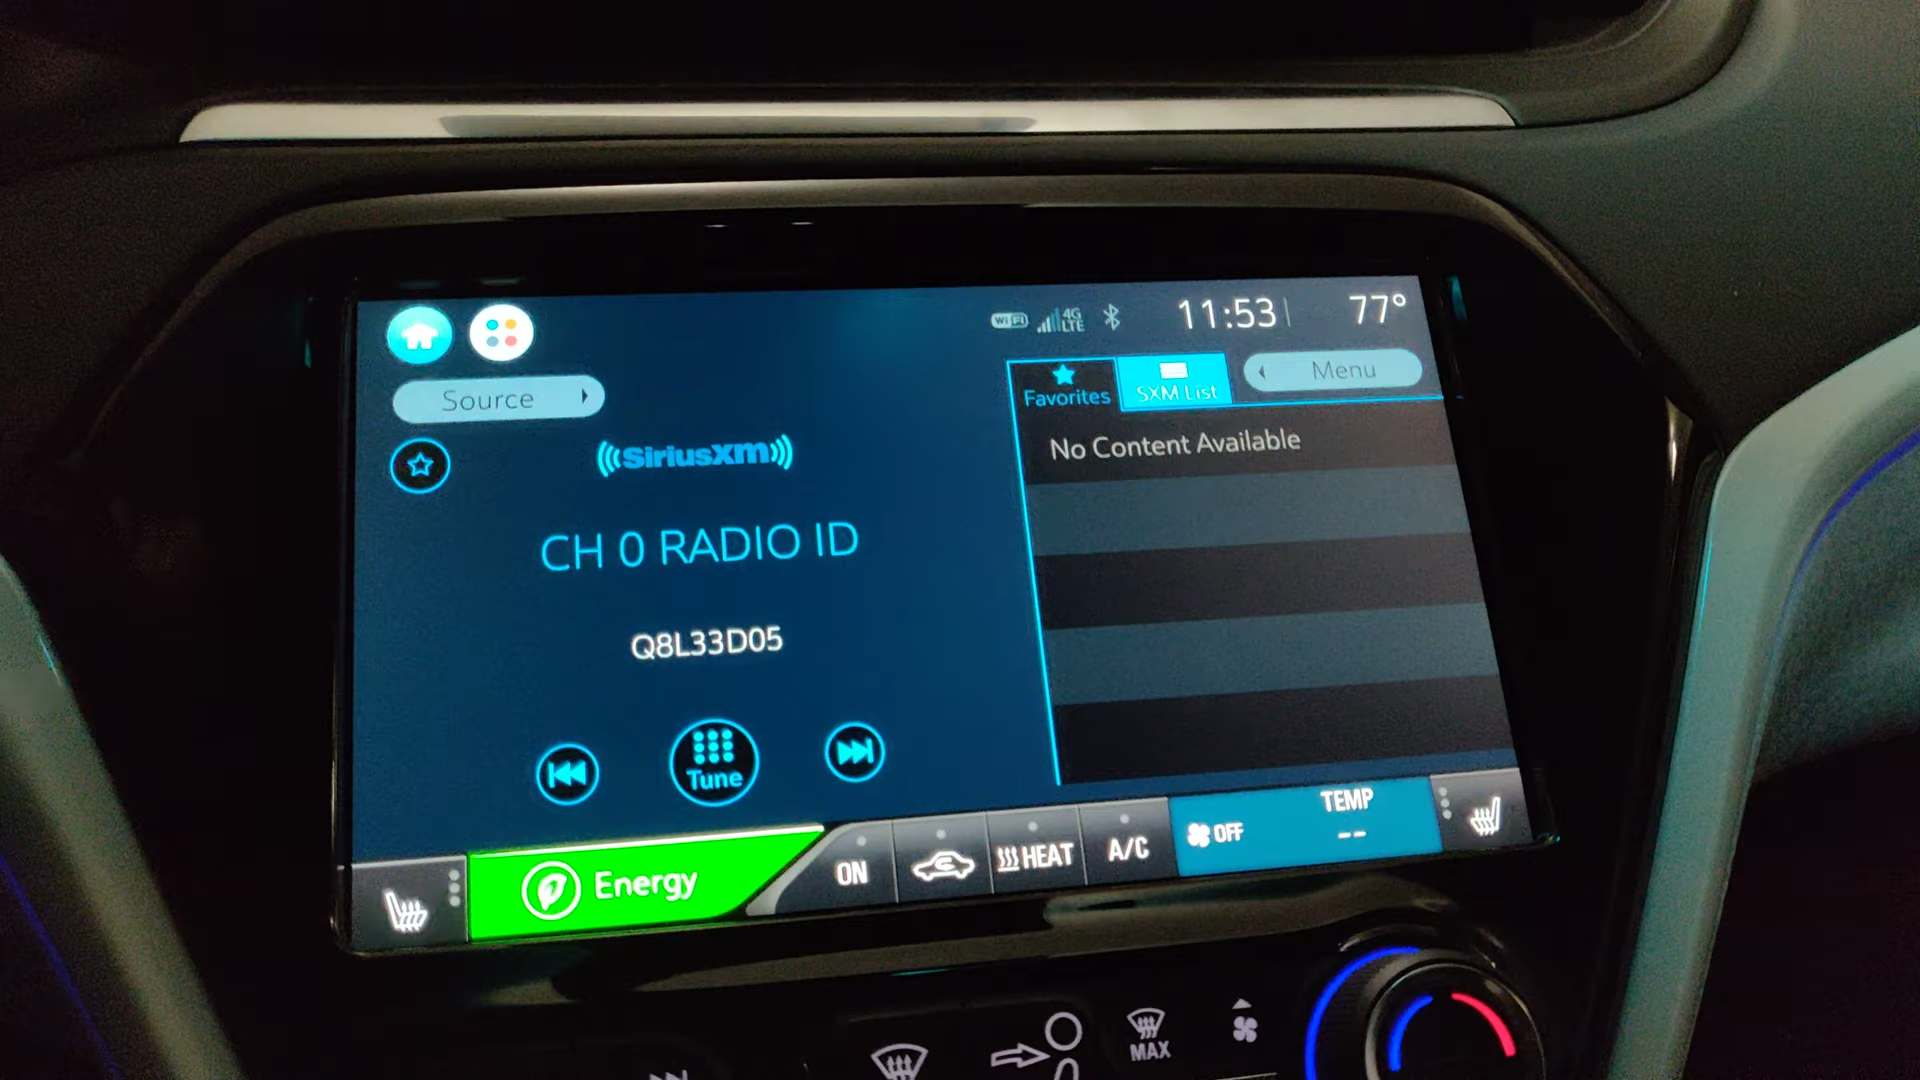 WiFi
4G
LTE
11:53
77°
Source
Favorites
SXM List
Menu
SiriusXM
No Content Available
CH 0 RADIO ID
Q8L33D05
Tune
Energy
ON
HEAT
A/C
OFF
TEMP
--
MAX